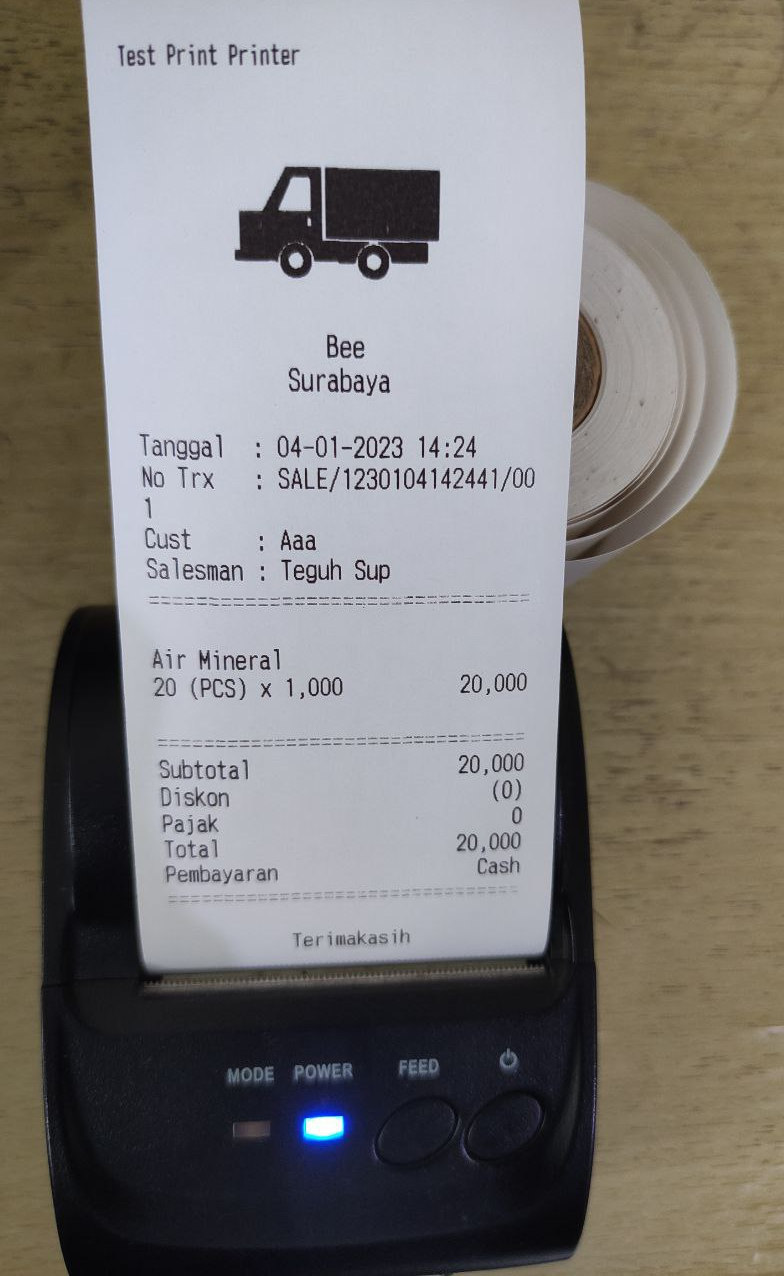 Test Print Printer
Bee
Surabaya
Tanggal : 04-01-2023 14:24
No Trx : SALE/1230104142441/00
1
Cust : Aaa
Salesman : Teguh Sup
================================
Air Mineral
20 (PCS) x 1,000 20,000
================================
Subtotal 20,000
Diskon (0)
Pajak 0
Total 20,000
Pembayaran Cash
================================
Terimakasih
MODE POWER FEED